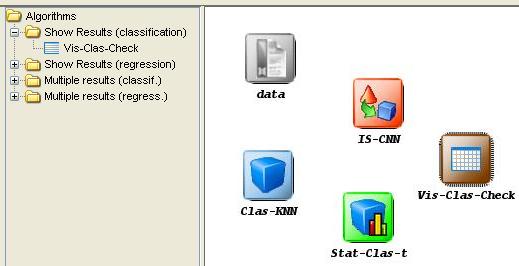 Algorithms
Show Results (classification)
Vis-Clas-Check
Show Results (regression)
Multiple results (classif.)
Multiple results (regress.)
data
IS-CNN
Clas-KNN
Vis-Clas-Check
Stat-Clas-t